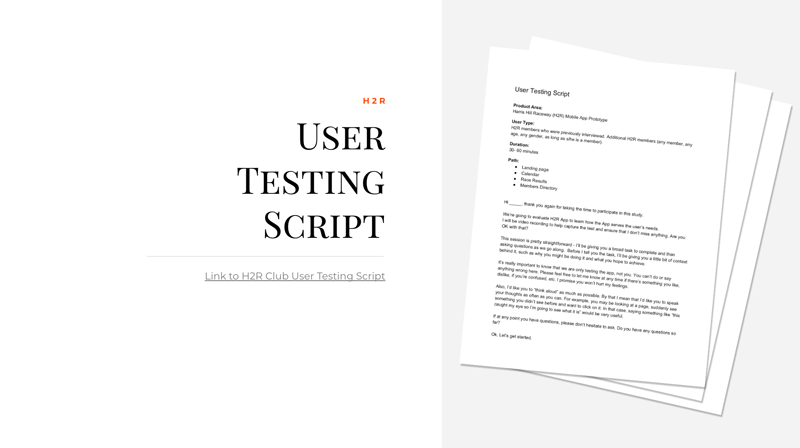 H2R
User
Testing
Script
Link to H2R Club User Testing Script
User Testing Script
Product Area:
Harris Hill Raceway (H2R) Mobile App Prototype
User Type:
H2R members who were previously interviewed. Additional H2R members (any member, any
age, any gender, as long as s/he is a member).
Duration:
30-60 minutes
Path:
● Landing page
● Calendar
● Race Results
● Members Directory
Hi _____, thank you again for taking the time to participate in this study.
We're going to evaluate H2R App to learn how the App serves the user's needs.
I will be video recording to help capture the test and ensure that I don't miss anything. Are you
OK with that?
This session is pretty straightforward - I'll be giving you a broad task to complete and then
asking questions as we go along. Before I tell you the task, I'll be giving you a little bit of context
behind it, such as why you might be doing it and what you hope to achieve.
It's really important to know that we are only testing the app, not you. You can't do or say
anything wrong here. Please feel free to let me know at any time if there's something you like,
dislike, if you're confused, etc. I promise you won't hurt my feelings.
Also, I'd like you to "think aloud" as much as possible. By that I mean that I'd like you to speak
your thoughts as often as you can. For example, you may be looking at a page, suddenly see
something you didn't see before and want to click on it. In that case, saying something like "this
caught my eye so I'm going to see what it is" would be very useful.
If at any point you have questions, please don't hesitate to ask. Do you have any questions so
far?
Ok, Let's get started.